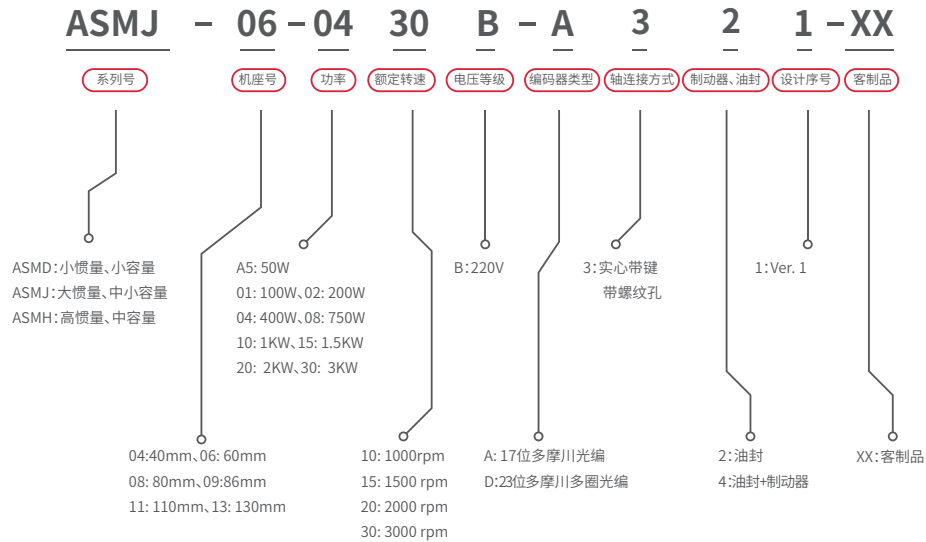 ASMJ - 06 - 04 30 B - A 3 2 1 - XX
系列号 机座号 功率 额定转速 电压等级 编码器类型 轴连接方式 制动器、油封 设计序号 客制品
ASMD:小惯量、小容量
ASMJ:大惯量、中小容量
ASMH:高惯量、中容量
A5: 50W
01: 100W、02: 200W
04: 400W、08: 750W
10: 1KW、15: 1.5KW
20: 2KW、30: 3KW
B:220V
3:实心带键
带螺纹孔
1:Ver. 1
04:40mm、06: 60mm
08: 80mm、09:86mm
11: 110mm、13: 130mm
10: 1000rpm
15: 1500 rpm
20: 2000 rpm
30: 3000 rpm
A: 17位多摩川光编
D:23位多摩川多圈光编
2:油封
4:油封+制动器
XX:客制品